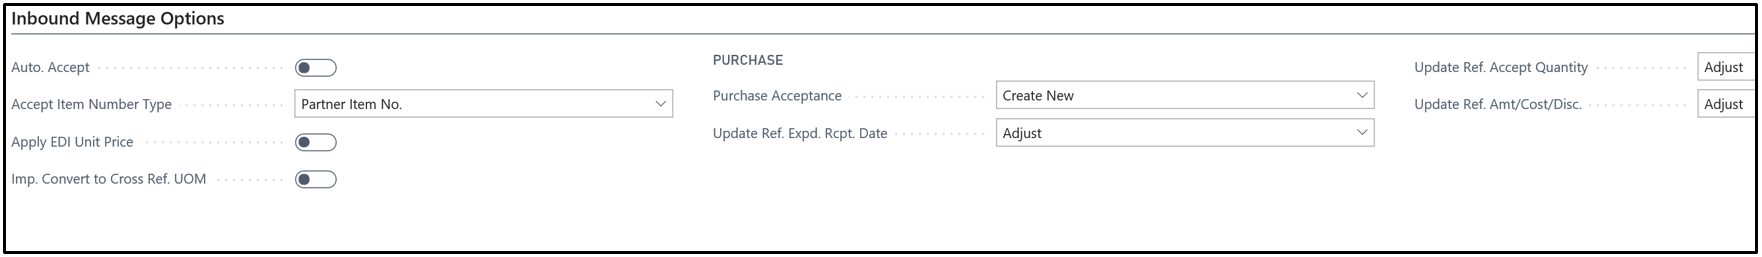 Inbound Message Options
Auto. Accept
Accept Item Number Type Partner Item No.
Apply EDI Unit Price
Imp. Convert to Cross Ref. UOM
PURCHASE
Purchase Acceptance Create New
Update Ref. Expd. Rcpt. Date Adjust
Update Ref. Accept Quantity Adjust
Update Ref. Amt/Cost/Disc. Adjust